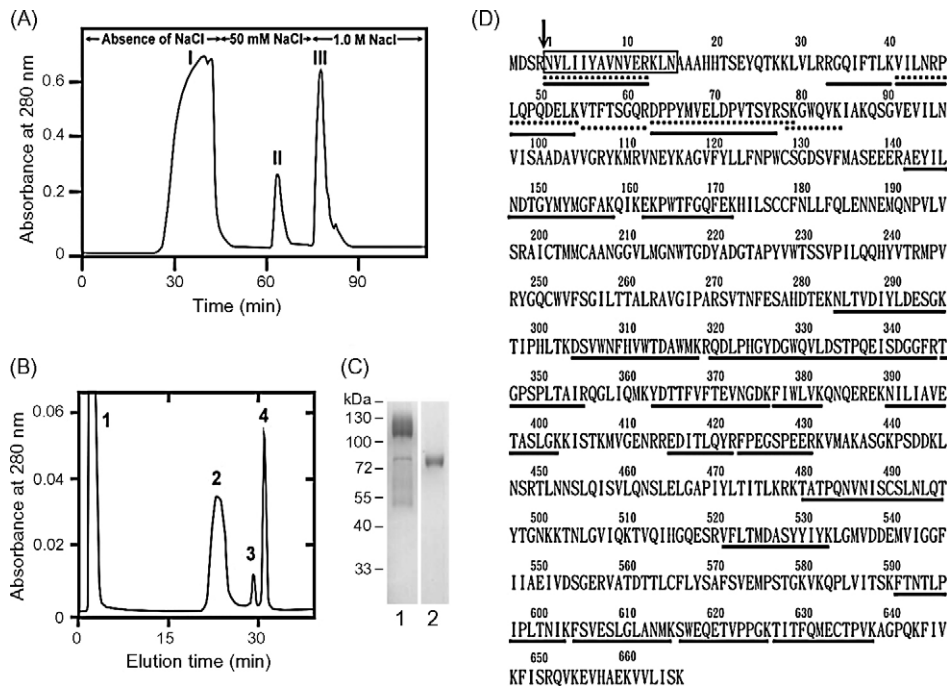 (A)
Absence of NaCl 50 mM NaCl 1.0 M Nacl
I II III
0.6
0.4
0.2
0
Absorbance at 280 nm
0 30 60 90
Time (min)
(B)
0.06
0.04
0.02
0
Absorbance at 280 nm
1 2 3 4
0 15 30
Elution time (min)
(C)
kDa
130
100
72
55
40
33
1 2
(D)
1 10 20 30 40
MDSRNVLIIYAVNVERKLNAAAHHTSEYQTKKLVLRRGQIFTLKVILNRP
50 60 70 80 90
LQPQDELKVTFTSGQRDPPYMVELDPVTSYRSKGWQVKIAKQSGVEVILN
100 110 120 130 140
VISAADAVVGRYKMRVNEYKAGVFYLLFNPWCSGDSVFMASEEERAEYIL
150 160 170 180 190
NDTGYMYMGFAKQIKEKPWTFGQFEKHILSCCFNLLFQLENNEMQNPVLV
200 210 220 230 240
SRAICTMMCAANGGVLMGNWTGDYADGTAPYVWTSSVPILQQHYVTRMPV
250 260 270 280 290
RYGQCWVFSGILTTALRAVGIPARSVTNFESAHDTEKNLTVDIYLDESGK
300 310 320 330 340
TIPHLTKDSVWNFHVWTDAWMKRQDLPHGYDGWQVLDSTPQEISDGGFRT
350 360 370 380 390
GPSPLTAIRQGLIQMKYDTTFVFTEVNGDKFIWLVKQNQEREKNILIAVE
400 410 420 430 440
TASLGKKISTKMVGENRREDITLQYRFPEGSPEERKVMAKASGKPSDDKL
450 460 470 480 490
NSRTLNNSLQISVLQNSLELGAPIYLTITLKRKTATPQNVNISCSLNLQT
500 510 520 530 540
YTGNKKTNLGVIQKTVQIHGQESRVFLTMDASYYIYKLGMVDDEMVIGGF
550 560 570 580 590
IIAEIVDSGERVATDTTLCFLYSAFSVEMPSTGKVKQPLVITSKFTNTLP
600 610 620 630 640
IPLTNIKFSVESLGLANMKSWEQETVPPGKTITFQMECTPVKAGPQKFIV
650 660
KFISRQVKEVHAEKVVLISK